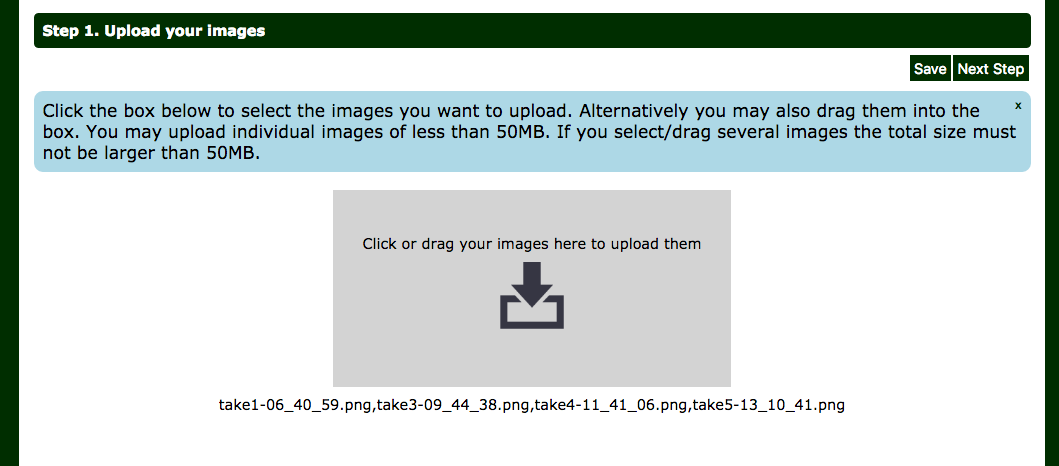 Step 1. Upload your images
Save Next Step
Click the box below to select the images you want to upload. Alternatively you may also drag them into the x
box. You may upload individual images of less than 50MB. If you select/drag several images the total size must
not be larger than 50MB.
Click or drag your images here to upload them
take1-06_40_59.png,take3-09_44_38.png,take4-11_41_06.png,take5-13_10_41.png